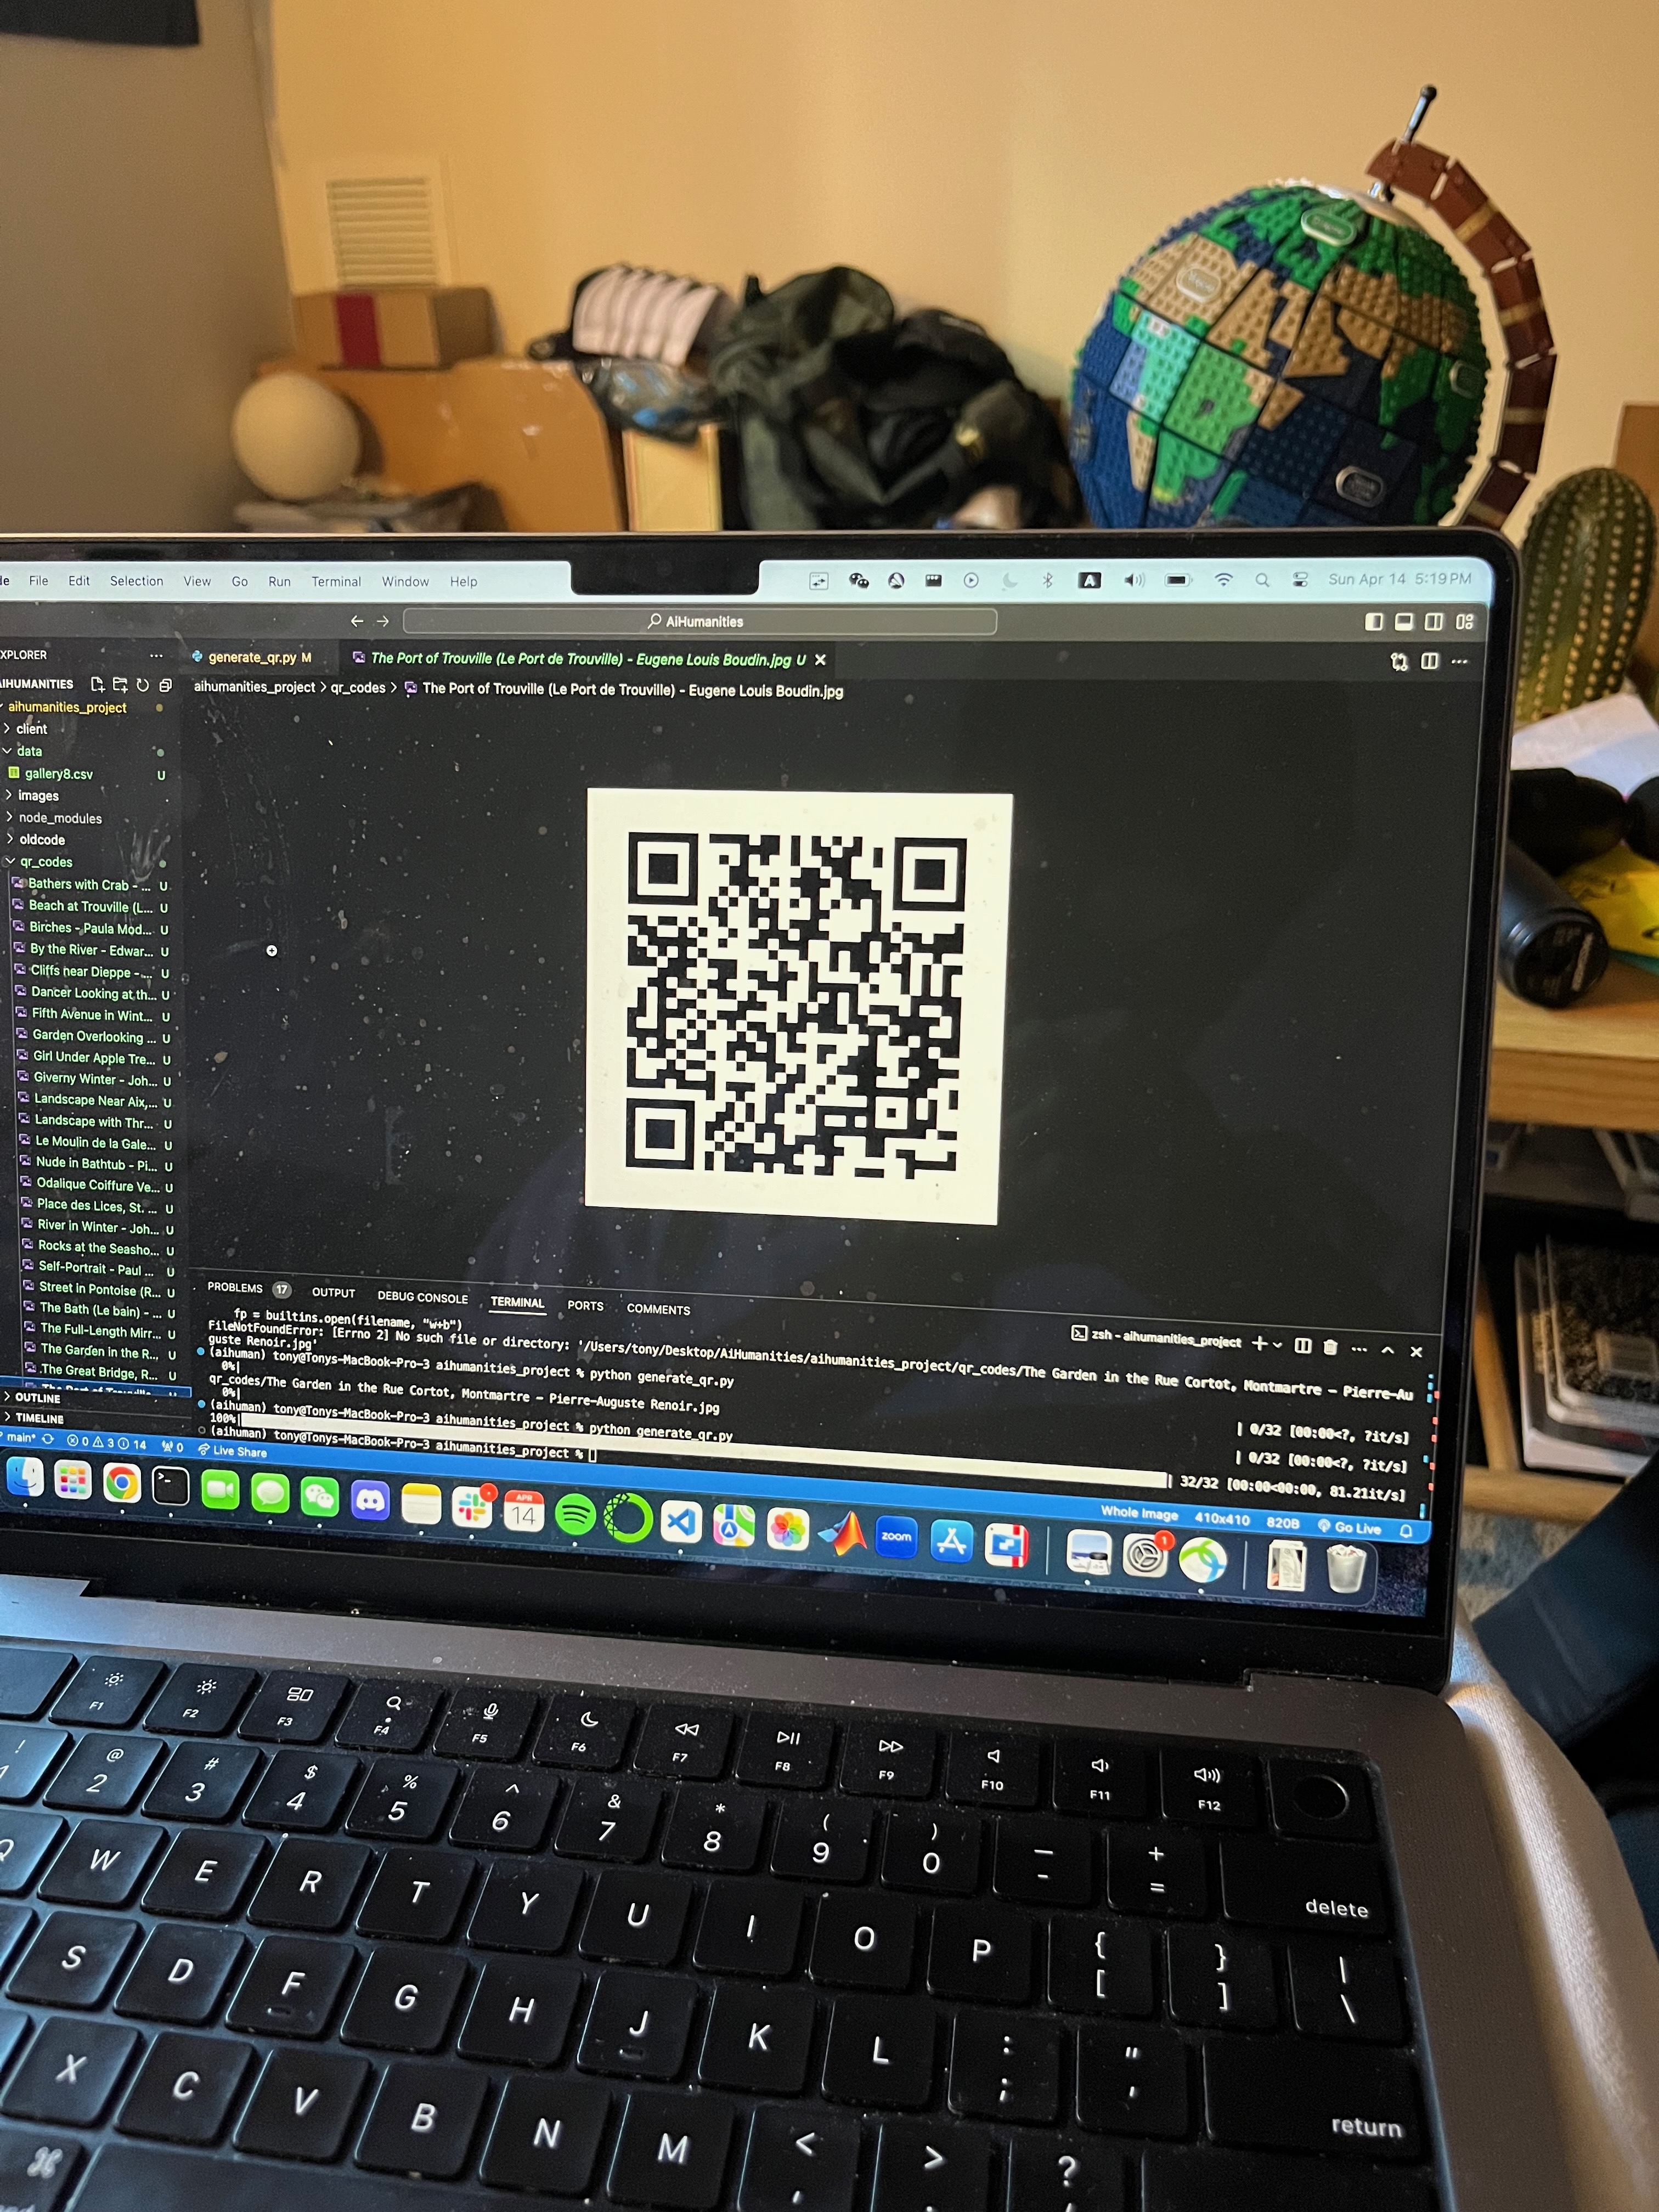 de File Edit Selection View Go Run Terminal Window Help
A
Sun Apr 14 5:19 PM
AiHumanities
XPLORER
generate_qr.py M
The Port of Trouville (Le Port de Trouville) - Eugene Louis Boudin.jpg U
AIHUMANITIES
aihumanities_project > qr_codes > The Port of Trouville (Le Port de Trouville) - Eugene Louis Boudin.jpg
aihumanities_project
client
data
gallery8.csv U
images
node_modules
oldcode
qr_codes
Bathers with Crab - ... U
Beach at Trouville (L... U
Birches - Paula Mod... U
By the River - Edwar... U
Cliffs near Dieppe - ... U
Dancer Looking at th... U
Fifth Avenue in Wint... U
Garden Overlooking ... U
Girl Under Apple Tre... U
Giverny Winter - Joh... U
Landscape Near Aix,... U
Landscape with Thr... U
Le Moulin de la Gale... U
Nude in Bathtub - Pi... U
Odalique Coiffure Ve... U
Place des Lices, St. ... U
River in Winter - Joh... U
Rocks at the Seasho... U
Self-Portrait - Paul ... U
Street in Pontoise (R... U
The Bath (Le bain) - ... U
The Full-Length Mirr... U
The Garden in the R... U
The Great Bridge, R... U
OUTLINE
TIMELINE
PROBLEMS 17 OUTPUT DEBUG CONSOLE TERMINAL PORTS COMMENTS
zsh - aihumanities_project
fp = builtins.open(filename, "w+b")
FileNotFoundError: [Errno 2] No such file or directory: '/Users/tony/Desktop/AiHumanities/aihumanities_project/qr_codes/The Garden in the Rue Cortot, Montmartre - Pierre-Au
guste Renoir.jpg'
(aihuman) tony@Tonys-MacBook-Pro-3 aihumanities_project % python generate_qr.py
0%| | 0/32 [00:00<?, ?it/s]
qr_codes/The Garden in the Rue Cortot, Montmartre - Pierre-Auguste Renoir.jpg
0%| | 0/32 [00:00<?, ?it/s]
(aihuman) tony@Tonys-MacBook-Pro-3 aihumanities_project % python generate_qr.py
100%| | 32/32 [00:00<00:00, 81.21it/s]
(aihuman) tony@Tonys-MacBook-Pro-3 aihumanities_project %
main* 0 3 14 0 Live Share
Whole Image 410x410 820B Go Live
APR
14
zoom
1
F1 F2 F3 F4 F5 F6 F7 F8 F9 F10 F11 F12
! @ 2 # 3 $ 4 % 5 ^ 6 & 7 * 8 ( 9 ) 0 — - + = delete
Q W E R T Y U I O P { [ } ] | \
S D F G H J K L : ; " ' return
X C V B N M < , > ?